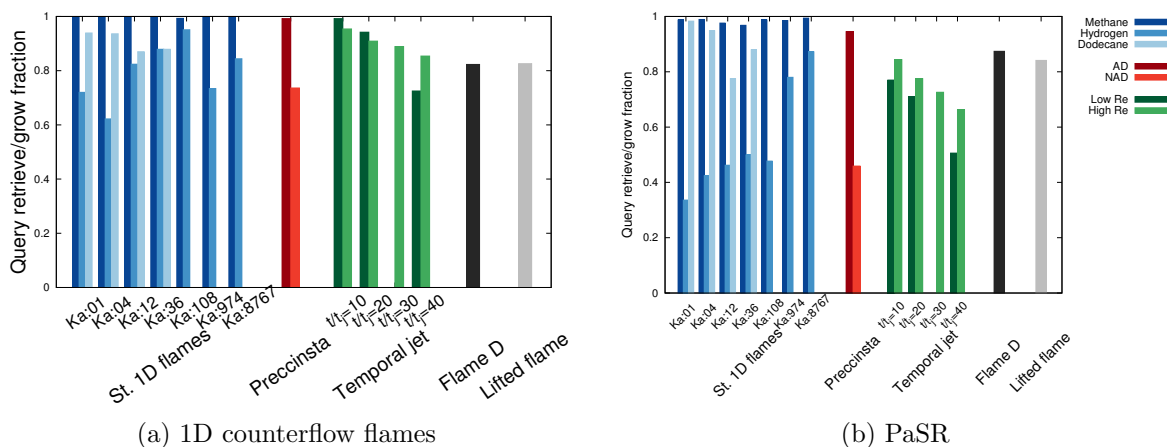 Query retrieve/grow fraction
1
0.8
0.6
0.4
0.2
0
Ka:01
Ka:04
Ka:12
Ka:36
Ka:108
Ka:974
Ka:8767
t/tj=10
t/tj=20
t/tj=30
t/tj=40
St. 1D flames
Preccinsta
Temporal jet
Flame D
Lifted flame
(a) 1D counterflow flames
Query retrieve/grow fraction
1
0.8
0.6
0.4
0.2
0
Ka:01
Ka:04
Ka:12
Ka:36
Ka:108
Ka:974
Ka:8767
t/tj=10
t/tj=20
t/tj=30
t/tj=40
St. 1D flames
Preccinsta
Temporal jet
Flame D
Lifted flame
(b) PaSR
Methane
Hydrogen
Dodecane
AD
NAD
Low Re
High Re